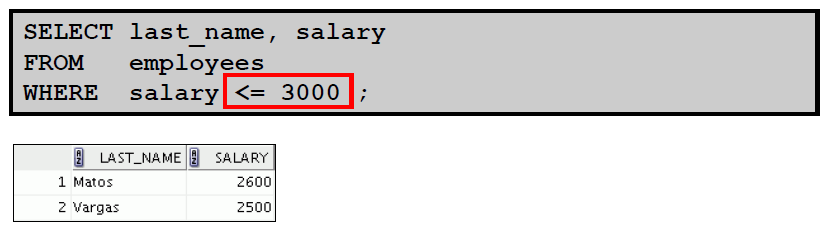 SELECT last_name, salary
FROM employees
WHERE salary <= 3000 ;
LAST_NAME SALARY
1 Matos 2600
2 Vargas 2500